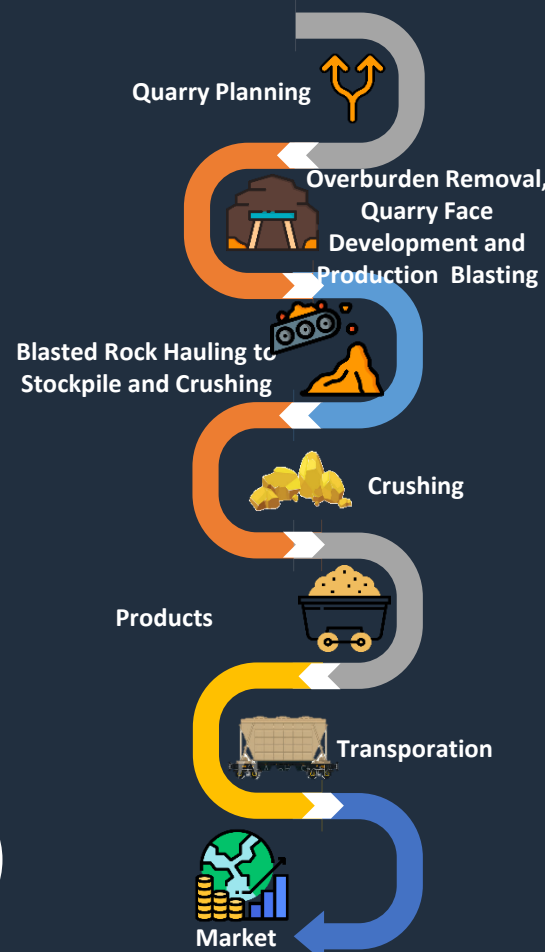 Quarry Planning
Overburden Removal,
Quarry Face
Development and
Production Blasting
Blasted Rock Hauling to
Stockpile and Crushing
Crushing
Products
Transporation
Market